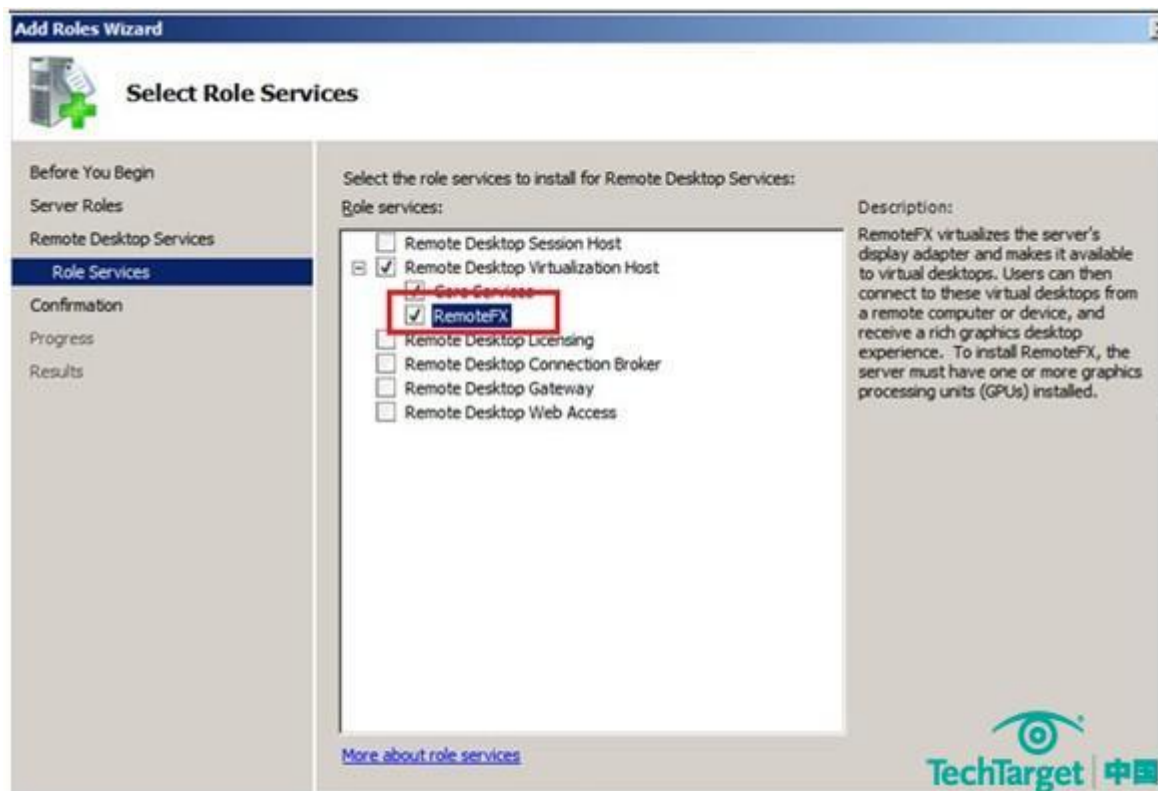 Add Roles Wizard
Select Role Services
Before You Begin
Server Roles
Remote Desktop Services
Role Services
Confirmation
Progress
Results
Select the role services to install for Remote Desktop Services:
Role services:
Remote Desktop Session Host
Remote Desktop Virtualization Host
Core Services
RemoteFX
Remote Desktop Licensing
Remote Desktop Connection Broker
Remote Desktop Gateway
Remote Desktop Web Access
More about role services
Description:
RemoteFX virtualizes the server's
display adapter and makes it available
to virtual desktops. Users can then
connect to these virtual desktops from
a remote computer or device, and
receive a rich graphics desktop
experience. To install RemoteFX, the
server must have one or more graphics
processing units (GPUs) installed.
TechTarget 中国